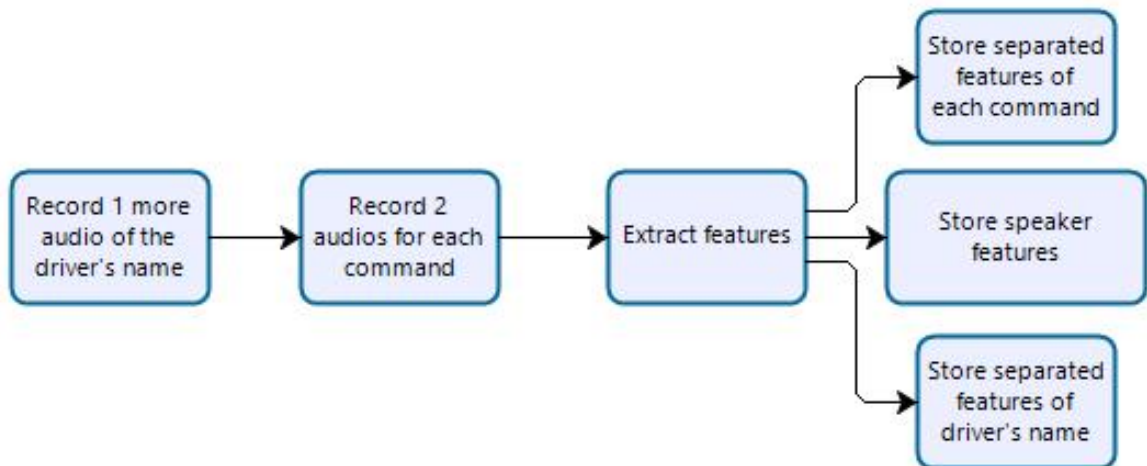 Record 1 more
audio of the
driver's name
Record 2
audios for each
command
Extract features
Store separated
features of
each command
Store speaker
features
Store separated
features of
driver's name